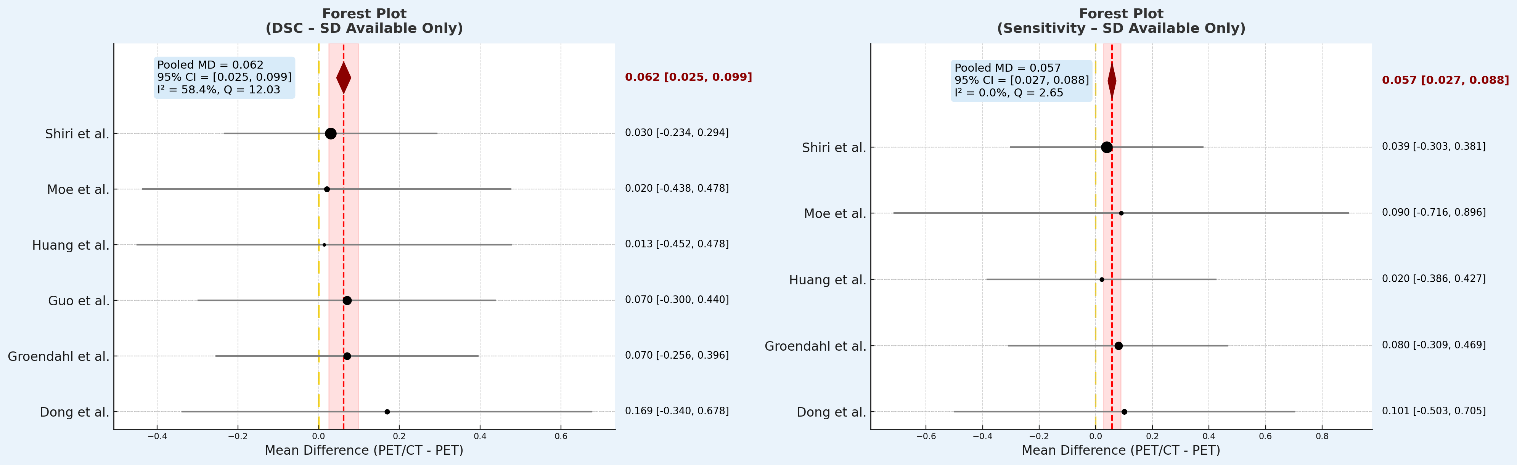 Forest Plot
(DSC – SD Available Only)
Pooled MD = 0.062
95% CI = [0.025, 0.099]
I² = 58.4%, Q = 12.03
0.062 [0.025, 0.099]
Shiri et al.
0.030 [-0.234, 0.294]
Moe et al.
0.020 [-0.438, 0.478]
Huang et al.
0.013 [-0.452, 0.478]
Guo et al.
0.070 [-0.300, 0.440]
Groendahl et al.
0.070 [-0.256, 0.396]
Dong et al.
0.169 [-0.340, 0.678]
−0.4 −0.2 0.0 0.2 0.4 0.6
Mean Difference (PET/CT - PET)
Forest Plot
(Sensitivity – SD Available Only)
Pooled MD = 0.057
95% CI = [0.027, 0.088]
I² = 0.0%, Q = 2.65
0.057 [0.027, 0.088]
Shiri et al.
0.039 [-0.303, 0.381]
Moe et al.
0.090 [-0.716, 0.896]
Huang et al.
0.020 [-0.386, 0.427]
Groendahl et al.
0.080 [-0.309, 0.469]
Dong et al.
0.101 [-0.503, 0.705]
−0.6 −0.4 −0.2 0.0 0.2 0.4 0.6 0.8
Mean Difference (PET/CT - PET)